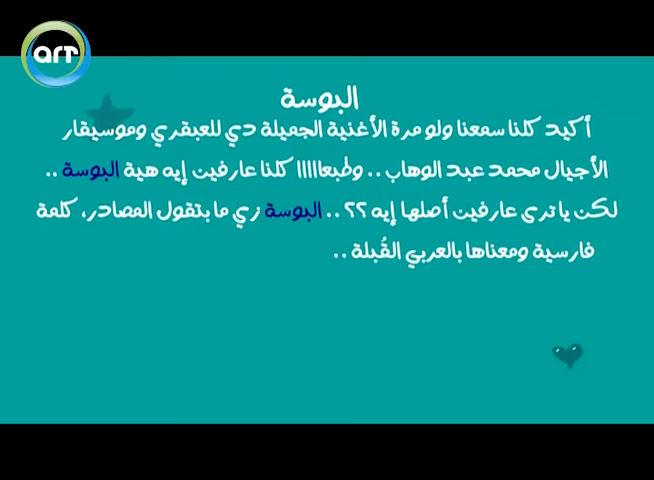 art
البوسة
أكيد كلنا سمعنا ولو مرة الأغنية الجميلة دي للعبقري وموسيقار
الأجيال محمد عبد الوهاب .. وطبعااااا كلنا عارفين إيه هية البوسة ..
لكن يا ترى عارفين أصلها إيه ؟؟ .. البوسة زي ما بتقول المصادر، كلمة
فارسية ومعناها بالعربي القُبلة ..